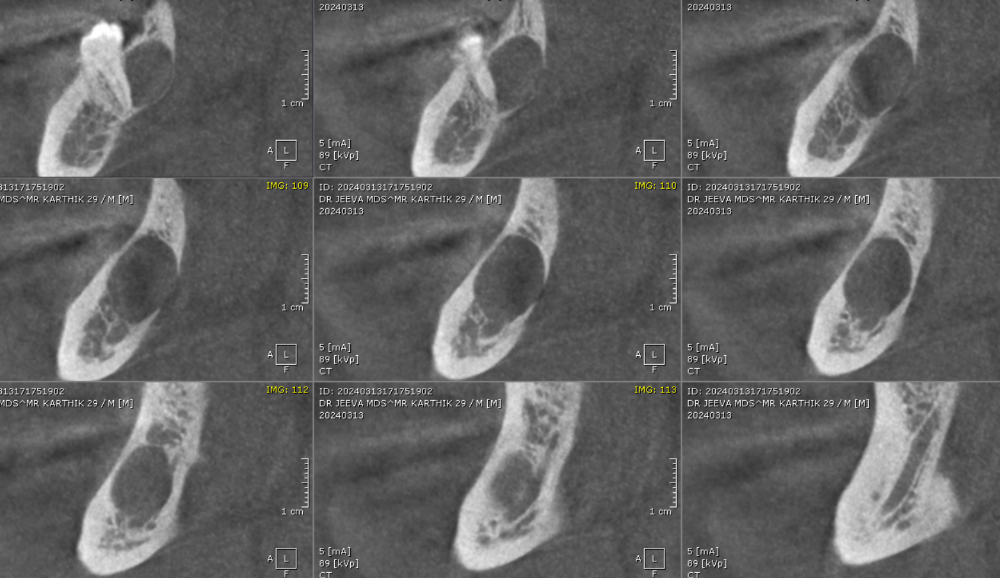 20240313
20240313
1 cm
1 cm
A L
F
5 [mA]
89 [kVp]
CT
A L
F
5 [mA]
89 [kVp]
CT
313171751902
IMG: 109
MDS^MR KARTHIK 29 / M [M]
ID: 20240313171751902
IMG: 110
DR JEEVA MDS^MR KARTHIK 29 / M [M]
20240313
ID: 20240313171751902
DR JEEVA MDS^MR KARTHIK 29 / M [M]
20240313
1 cm
1 cm
A L
F
5 [mA]
89 [kVp]
CT
A L
F
5 [mA]
89 [kVp]
CT
313171751902
IMG: 112
MDS^MR KARTHIK 29 / M [M]
ID: 20240313171751902
IMG: 113
DR JEEVA MDS^MR KARTHIK 29 / M [M]
20240313
ID: 20240313171751902
DR JEEVA MDS^MR KARTHIK 29 / M [M]
20240313
1 cm
1 cm
A L
F
5 [mA]
89 [kVp]
CT
A L
F
5 [mA]
89 [kVp]
CT